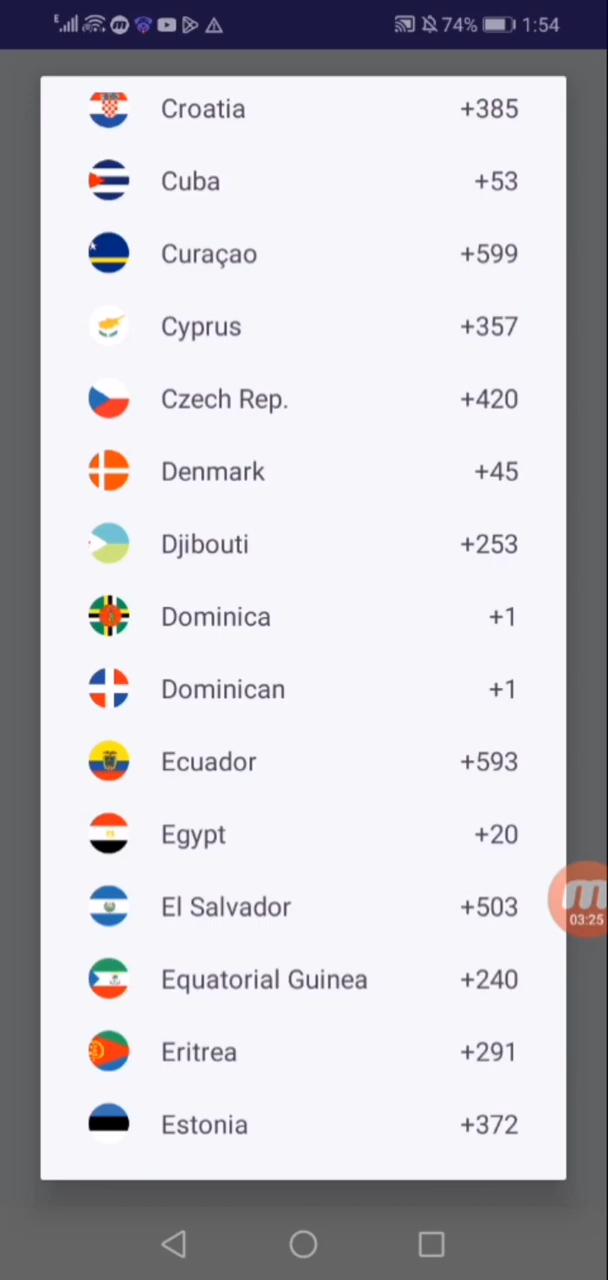 E 74% 1:54
Croatia +385
Cuba +53
Curaçao +599
Cyprus +357
Czech Rep. +420
Denmark +45
Djibouti +253
Dominica +1
Dominican +1
Ecuador +593
Egypt +20
El Salvador +503
03:25
Equatorial Guinea +240
Eritrea +291
Estonia +372